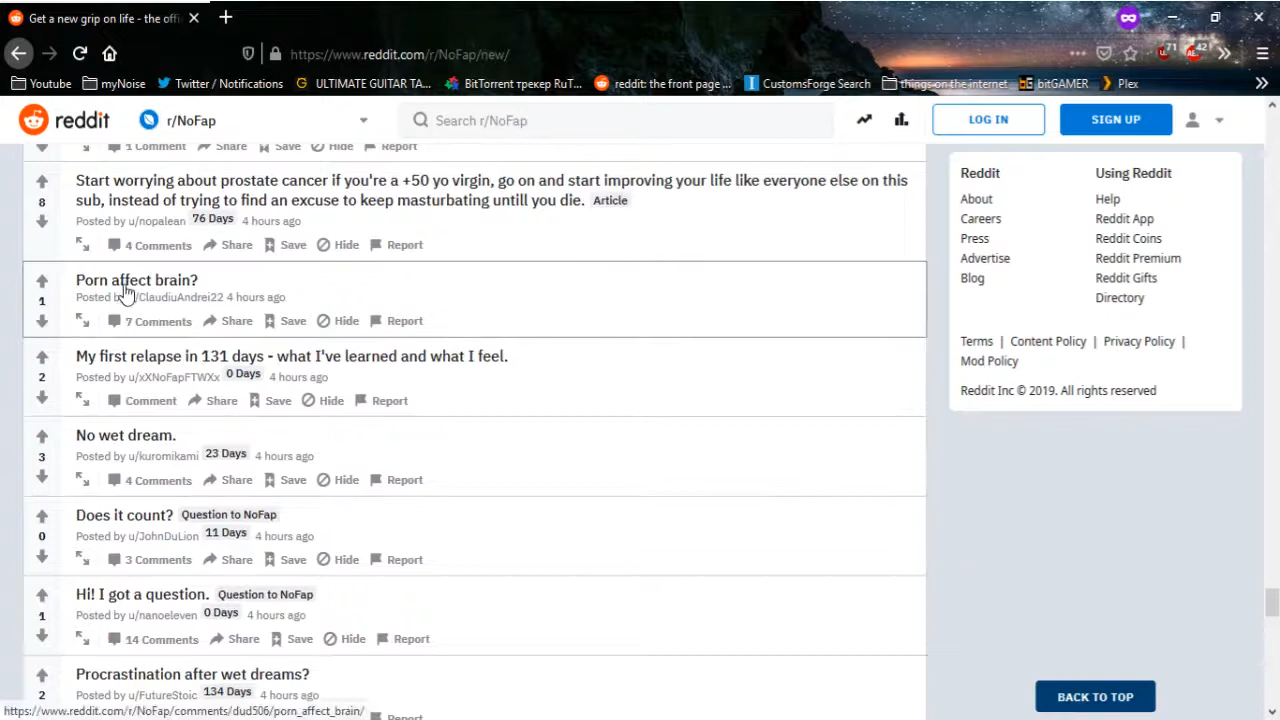 Get a new grip on life - the offi
https://www.reddit.com/r/NoFap/new/
71
42
Youtube
myNoise
Twitter / Notifications
ULTIMATE GUITAR TA...
BitTorrent трекер RuT...
reddit: the front page ...
CustomsForge Search
things on the internet
bitGAMER
Plex
reddit
r/NoFap
Search r/NoFap
LOG IN
SIGN UP
1 Comment Share Save Hide Report
Start worrying about prostate cancer if you're a +50 yo virgin, go on and start improving your life like everyone else on this
8
sub, instead of trying to find an excuse to keep masturbating untill you die. Article
Posted by u/nopalean 76 Days 4 hours ago
4 Comments Share Save Hide Report
Porn affect brain?
1
Posted by u/ClaudiuAndrei22 4 hours ago
7 Comments Share Save Hide Report
My first relapse in 131 days - what I've learned and what I feel.
2
Posted by u/xXNoFapFTWXx 0 Days 4 hours ago
Comment Share Save Hide Report
No wet dream.
3
Posted by u/kuromikami 23 Days 4 hours ago
4 Comments Share Save Hide Report
Does it count? Question to NoFap
0
Posted by u/JohnDuLion 11 Days 4 hours ago
3 Comments Share Save Hide Report
Hi! I got a question. Question to NoFap
1
Posted by u/nanoeleven 0 Days 4 hours ago
14 Comments Share Save Hide Report
Procrastination after wet dreams?
2
Posted by u/FutureStoic 134 Days 4 hours ago
Report
https://www.reddit.com/r/NoFap/comments/dud506/porn_affect_brain/
Reddit
Using Reddit
About
Help
Careers
Reddit App
Press
Reddit Coins
Advertise
Reddit Premium
Blog
Reddit Gifts
Directory
Terms | Content Policy | Privacy Policy |
Mod Policy
Reddit Inc © 2019. All rights reserved
BACK TO TOP